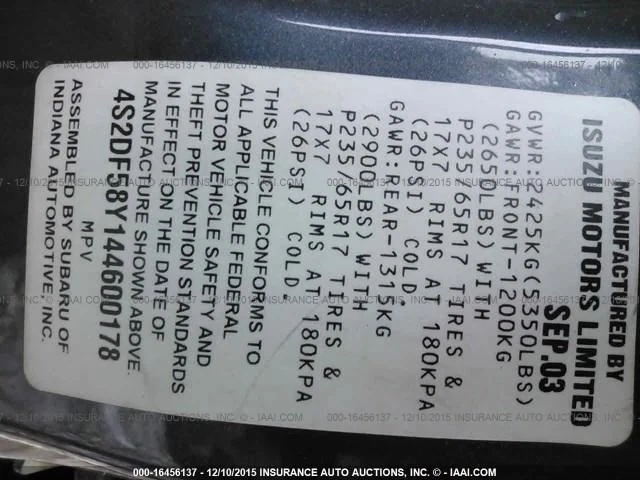 MANUFACTURED BY
ISUZU MOTORS LIMITED
SEP.03
GVWR:2425KG(5350LBS)
GAWR:FRONT-1200KG
(2650LBS) WITH
P235/65R17 TIRES &
17X7 RIMS AT 180KPA
(26PSI) COLD
GAWR:REAR-1315KG
(2900LBS) WITH
P235/65R17 TIRES &
17X7 RIMS AT 180KPA
(26PSI) COLD
THIS VEHICLE CONFORMS TO
ALL APPLICABLE FEDERAL
MOTOR VEHICLE SAFETY AND
THEFT PREVENTION STANDARDS
IN EFFECT ON THE DATE OF
MANUFACTURE SHOWN ABOVE.
4S2DF58Y144600178
MPV
ASSEMBLED BY SUBARU OF
INDIANA AUTOMOTIVE, INC.
000-16456137 - 12/10/2015 INSURANCE AUTO AUCTIONS, INC. © - IAAI.COM